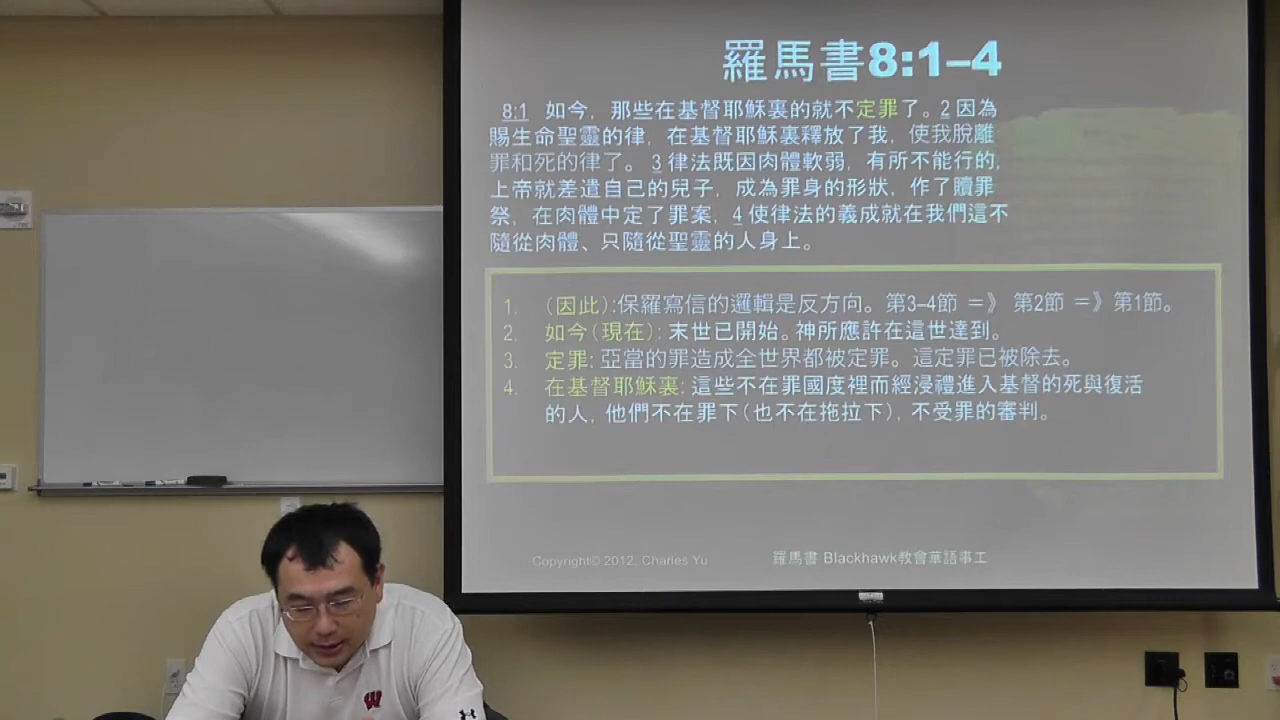 羅馬書8:1–4
8:1 如今，那些在基督耶穌裏的就不定罪了。2 因為
賜生命聖靈的律，在基督耶穌裏釋放了我，使我脫離
罪和死的律了。3 律法既因肉體軟弱，有所不能行的，
上帝就差遣自己的兒子，成為罪身的形狀，作了贖罪
祭，在肉體中定了罪案，4 使律法的義成就在我們這不
隨從肉體、只隨從聖靈的人身上。
1. （因此）：保羅寫信的邏輯是反方向。第3–4節 ＝》 第2節 ＝》第1節。
2. 如今（現在）：末世已開始。神所應許在這世達到。
3. 定罪：亞當的罪造成全世界都被定罪。這定罪已被除去。
4. 在基督耶穌裏：這些不在罪國度裡而經浸禮進入基督的死與復活
的人，他們不在罪下（也不在拖拉下），不受罪的審判。
Copyright© 2012, Charles Yu
羅馬書 Blackhawk教會華語事工
W